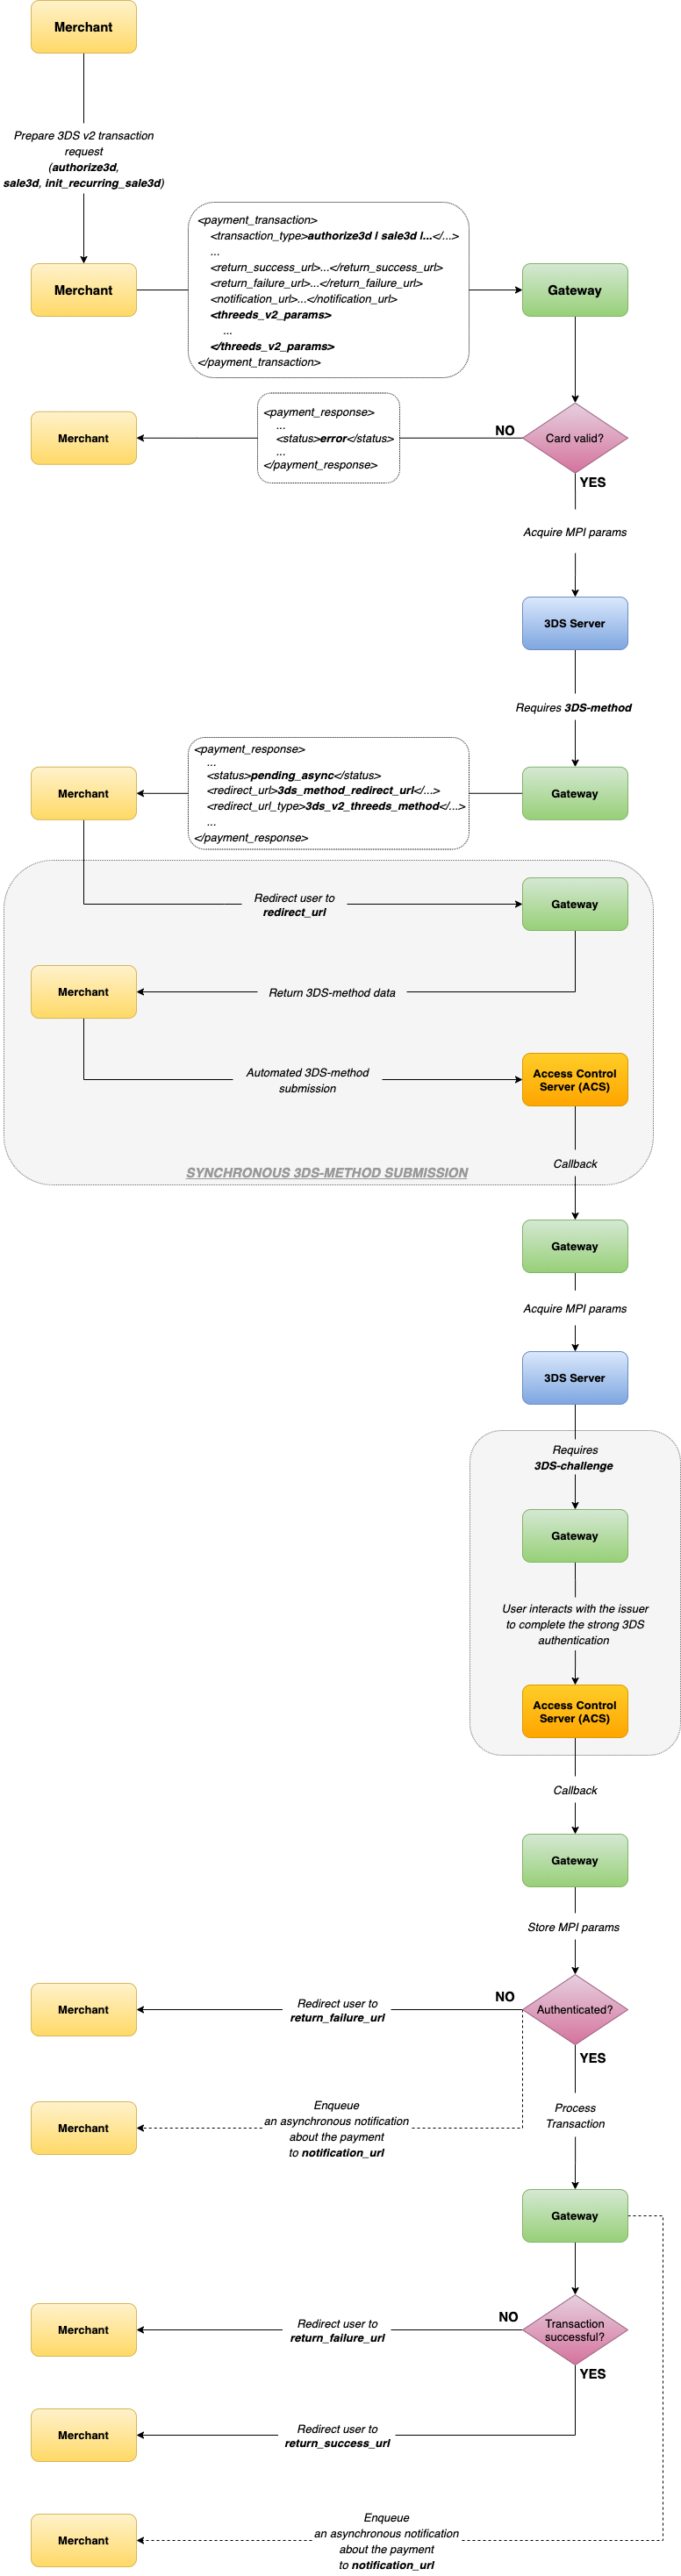 Merchant
Prepare 3DS v2 transaction
request
(authorize3d,
sale3d, init_recurring_sale3d)
Merchant
<payment_transaction>
<transaction_type>authorize3d | sale3d |...</...>
...
<return_success_url>...</return_success_url>
<return_failure_url>...</return_failure_url>
<notification_url>...</notification_url>
<threeds_v2_params>
...
</threeds_v2_params>
</payment_transaction>
Gateway
Merchant
<payment_response>
...
<status>error</status>
...
</payment_response>
NO
Card valid?
YES
Acquire MPI params
3DS Server
Requires 3DS-method
Merchant
<payment_response>
...
<status>pending_async</status>
<redirect_url>3ds_method_redirect_url</...>
<redirect_url_type>3ds_v2_threeds_method</...>
...
</payment_response>
Gateway
Redirect user to
redirect_url
Gateway
Merchant
Return 3DS-method data
Automated 3DS-method
submission
Access Control
Server (ACS)
SYNCHRONOUS 3DS-METHOD SUBMISSION
Callback
Gateway
Acquire MPI params
3DS Server
Requires
3DS-challenge
Gateway
User interacts with the issuer
to complete the strong 3DS
authentication
Access Control
Server (ACS)
Callback
Gateway
Store MPI params
Merchant
Redirect user to
return_failure_url
NO
Authenticated?
YES
Merchant
Enqueue
an asynchronous notification
about the payment
to notification_url
Process
Transaction
Gateway
Merchant
Redirect user to
return_failure_url
NO
Transaction
successful?
YES
Merchant
Redirect user to
return_success_url
Merchant
Enqueue
an asynchronous notification
about the payment
to notification_url